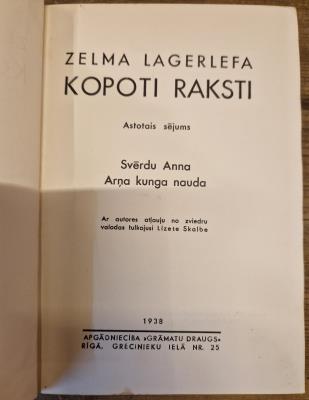 ZELMA LAGERLEFA
KOPOTI RAKSTI
Astotais sējums
Svērdu Anna
Arņa kunga nauda
Ar autores atļauju no zviedru
valodas tulkojusi Lizete Skalbe
1938
APGĀDNIECĪBA »GRĀMATU DRAUGS«
RĪGĀ, GRĒCINIEKU IELĀ NR. 25